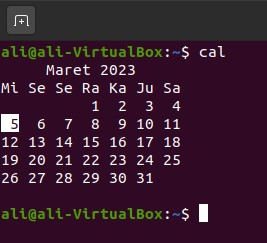 ali@ali-VirtualBox:~$ cal
     Maret 2023
Mi Se Se Ra Ka Ju Sa
          1  2  3  4
 5  6  7  8  9 10 11
12 13 14 15 16 17 18
19 20 21 22 23 24 25
26 27 28 29 30 31
ali@ali-VirtualBox:~$